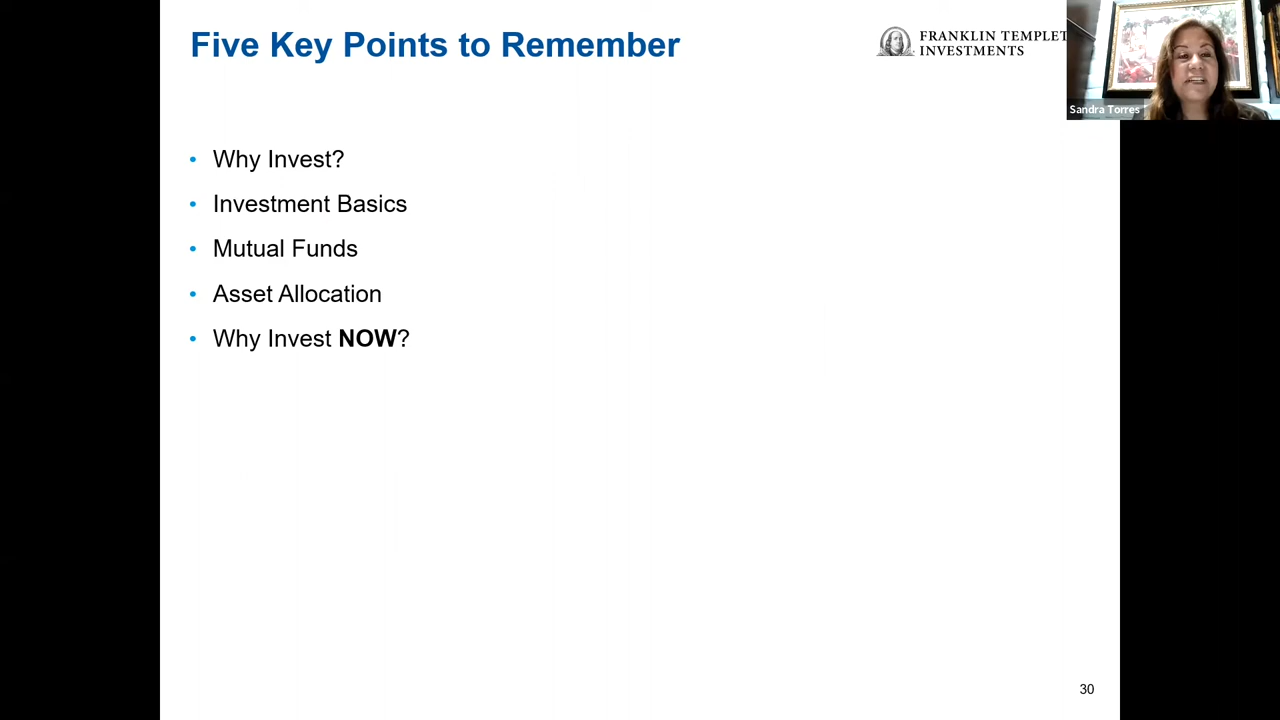 Five Key Points to Remember
FRANKLIN TEMPLET
INVESTMENTS
Sandra Torres
• Why Invest?
• Investment Basics
• Mutual Funds
• Asset Allocation
• Why Invest NOW?
30